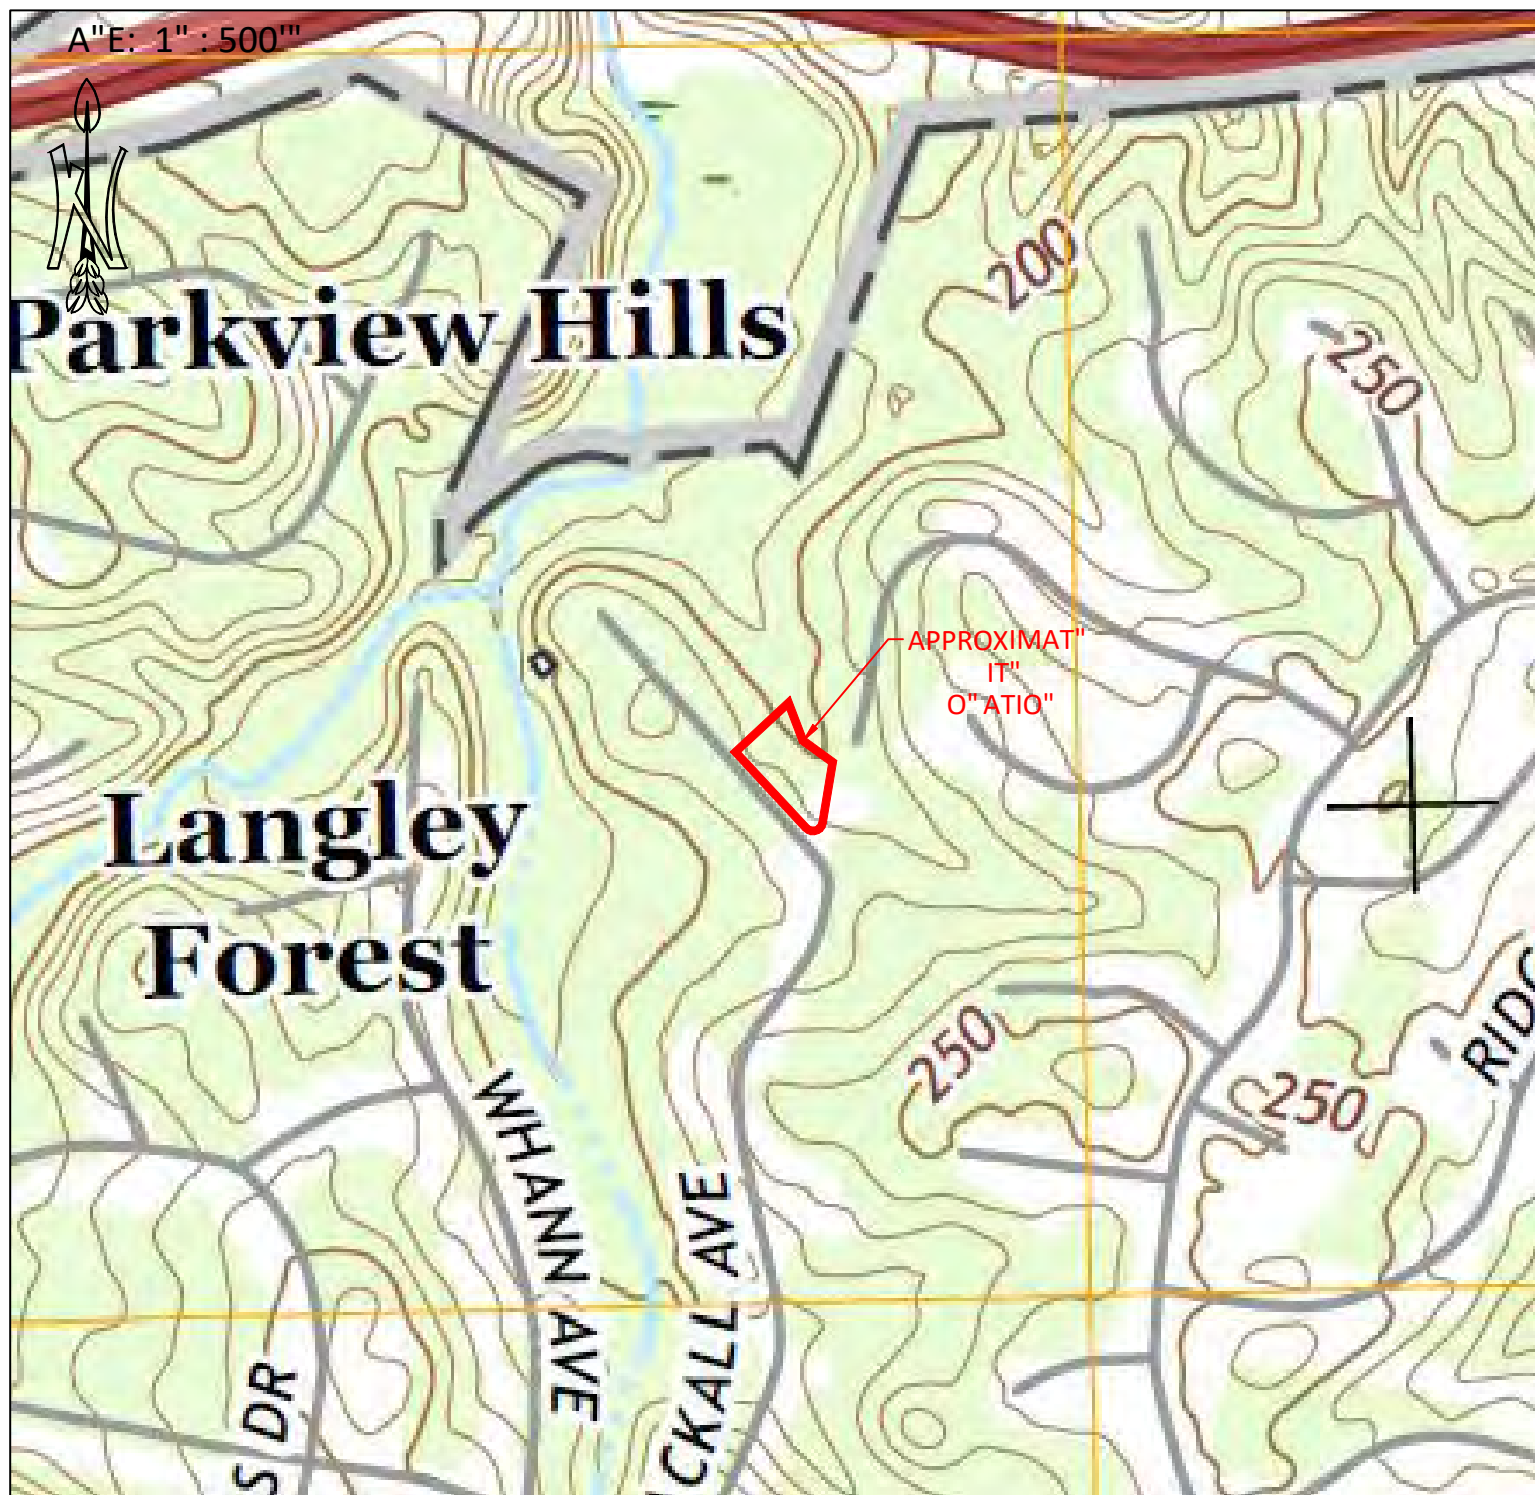 A"E: 1" : 500'"
N
200
Parkview Hills
250
APPROXIMAT"
IT"
O" ATIO"
Langley
Forest
250
250
RIDG
WHANN AVE
CKALL AVE
S DR